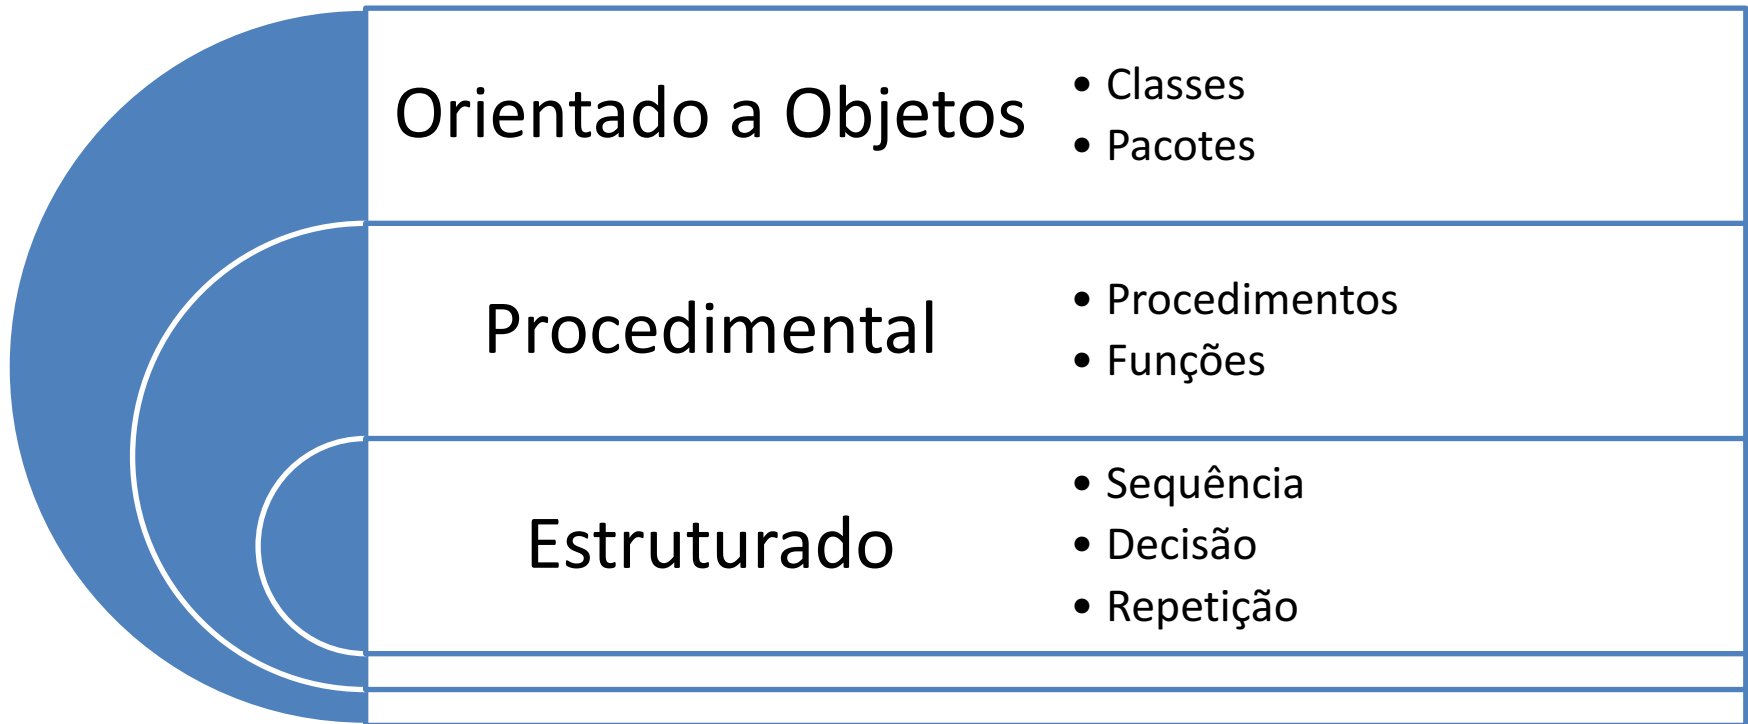 Orientado a Objetos
• Classes
• Pacotes
Procedimental
• Procedimentos
• Funções
Estruturado
• Sequência
• Decisão
• Repetição